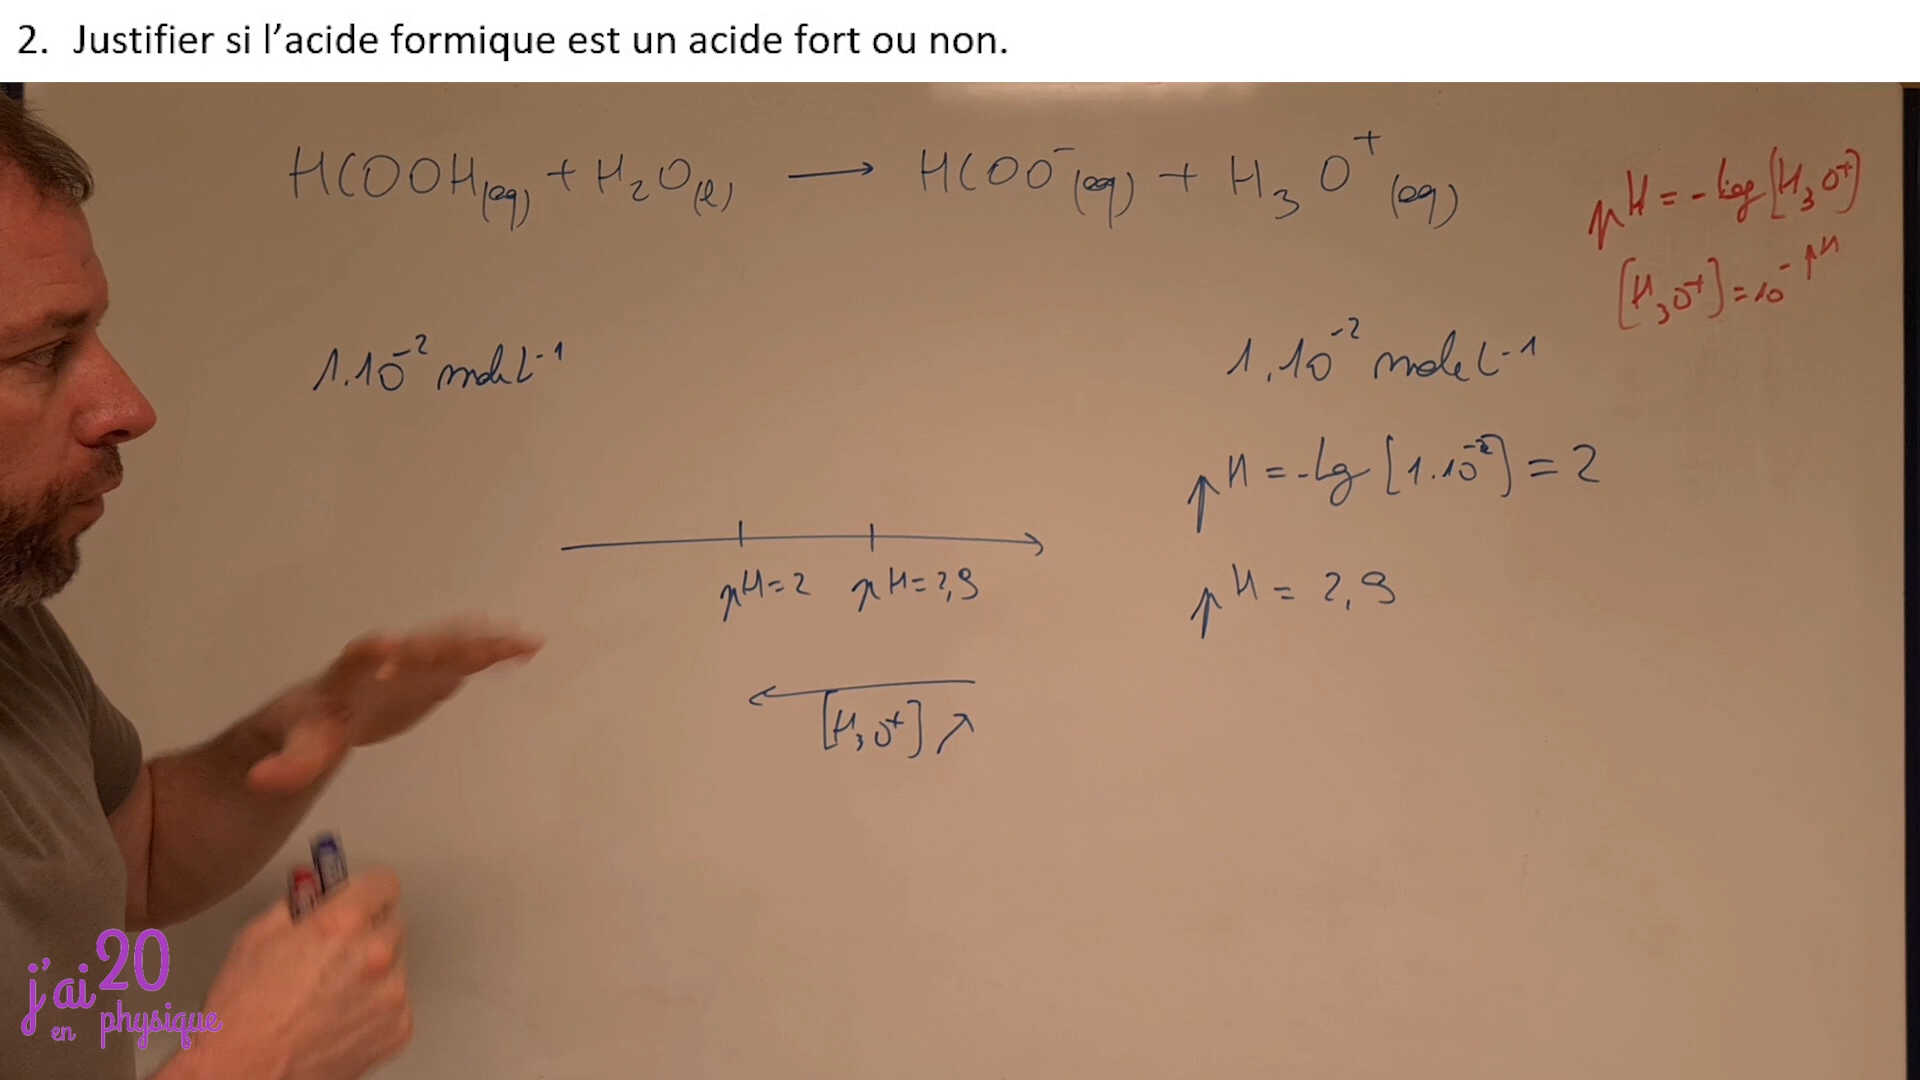 2. Justifier si l’acide formique est un acide fort ou non.
HCOOH(aq) + H₂O(l) → HCOO⁻(aq) + H₃O⁺(aq)
pH = -log[H₃O⁺]
[H₃O⁺] = 10^-pH
1.10⁻² mol.L⁻¹
1.10⁻² mol.L⁻¹
pH = -log[1.10⁻²] = 2
pH=2 pH=2,9
pH = 2,9
[H₃O⁺] ↗
j'ai 20
en physique